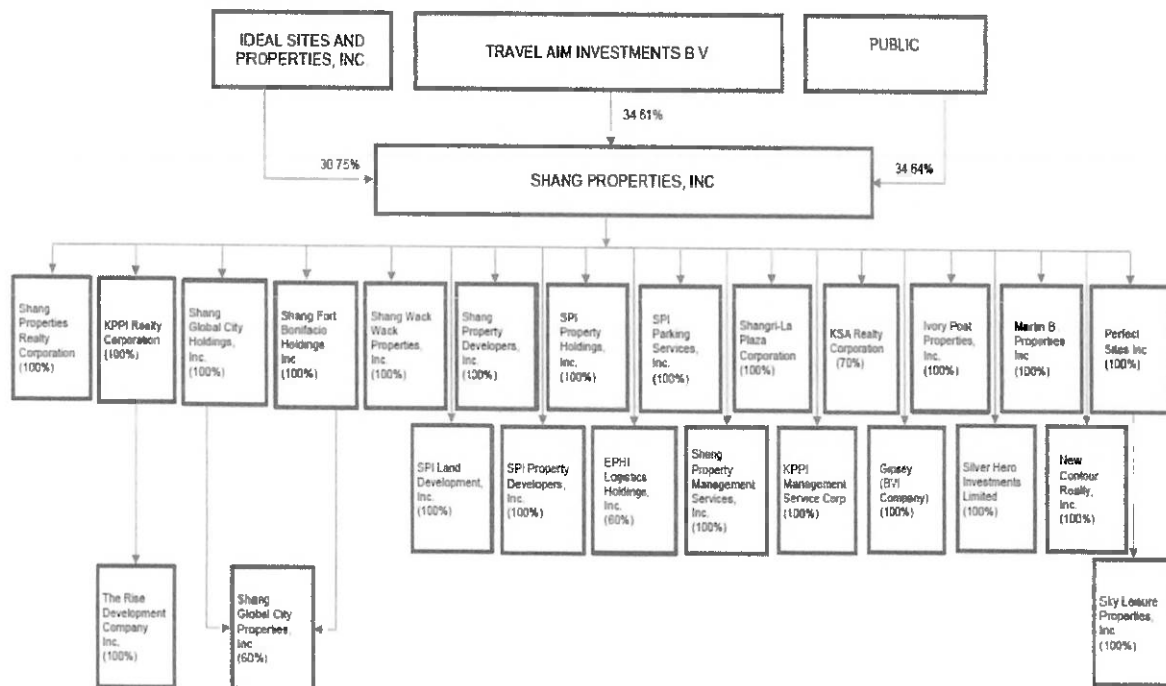 IDEAL SITES AND
PROPERTIES, INC.
TRAVEL AIM INVESTMENTS B V
PUBLIC
34.61%
30.75%
34.64%
SHANG PROPERTIES, INC
Shang
Properties
Realty
Corporation
(100%)
KPPI Realty
Corporation
(100%)
Shang
Global City
Holdings,
Inc.
(100%)
Shang Fort
Bonifacio
Holdings
Inc
(100%)
Shang Wack
Wack
Properties,
Inc.
(100%)
Shang
Property
Developers,
Inc.
(100%)
SPI
Property
Holdings,
Inc.
(100%)
SPI
Parking
Services,
Inc.
(100%)
Shangri-La
Plaza
Corporation
(100%)
KSA Realty
Corporation
(70%)
Ivory Post
Properties,
Inc.
(100%)
Martin B
Properties
Inc
(100%)
Perfect
Sites Inc
(100%)
SPI Land
Development,
Inc.
(100%)
SPI Property
Developers,
Inc.
(100%)
EPHI
Logistics
Holdings,
Inc.
(60%)
Shang
Property
Management
Services,
Inc.
(100%)
KPPI
Management
Service Corp
(100%)
Gipsey
(BVI
Company)
(100%)
Silver Hero
Investments
Limited
(100%)
New
Contour
Realty,
Inc.
(100%)
The Rise
Development
Company
Inc.
(100%)
Shang
Global City
Properties,
Inc
(60%)
Sky Leisure
Properties,
Inc
(100%)